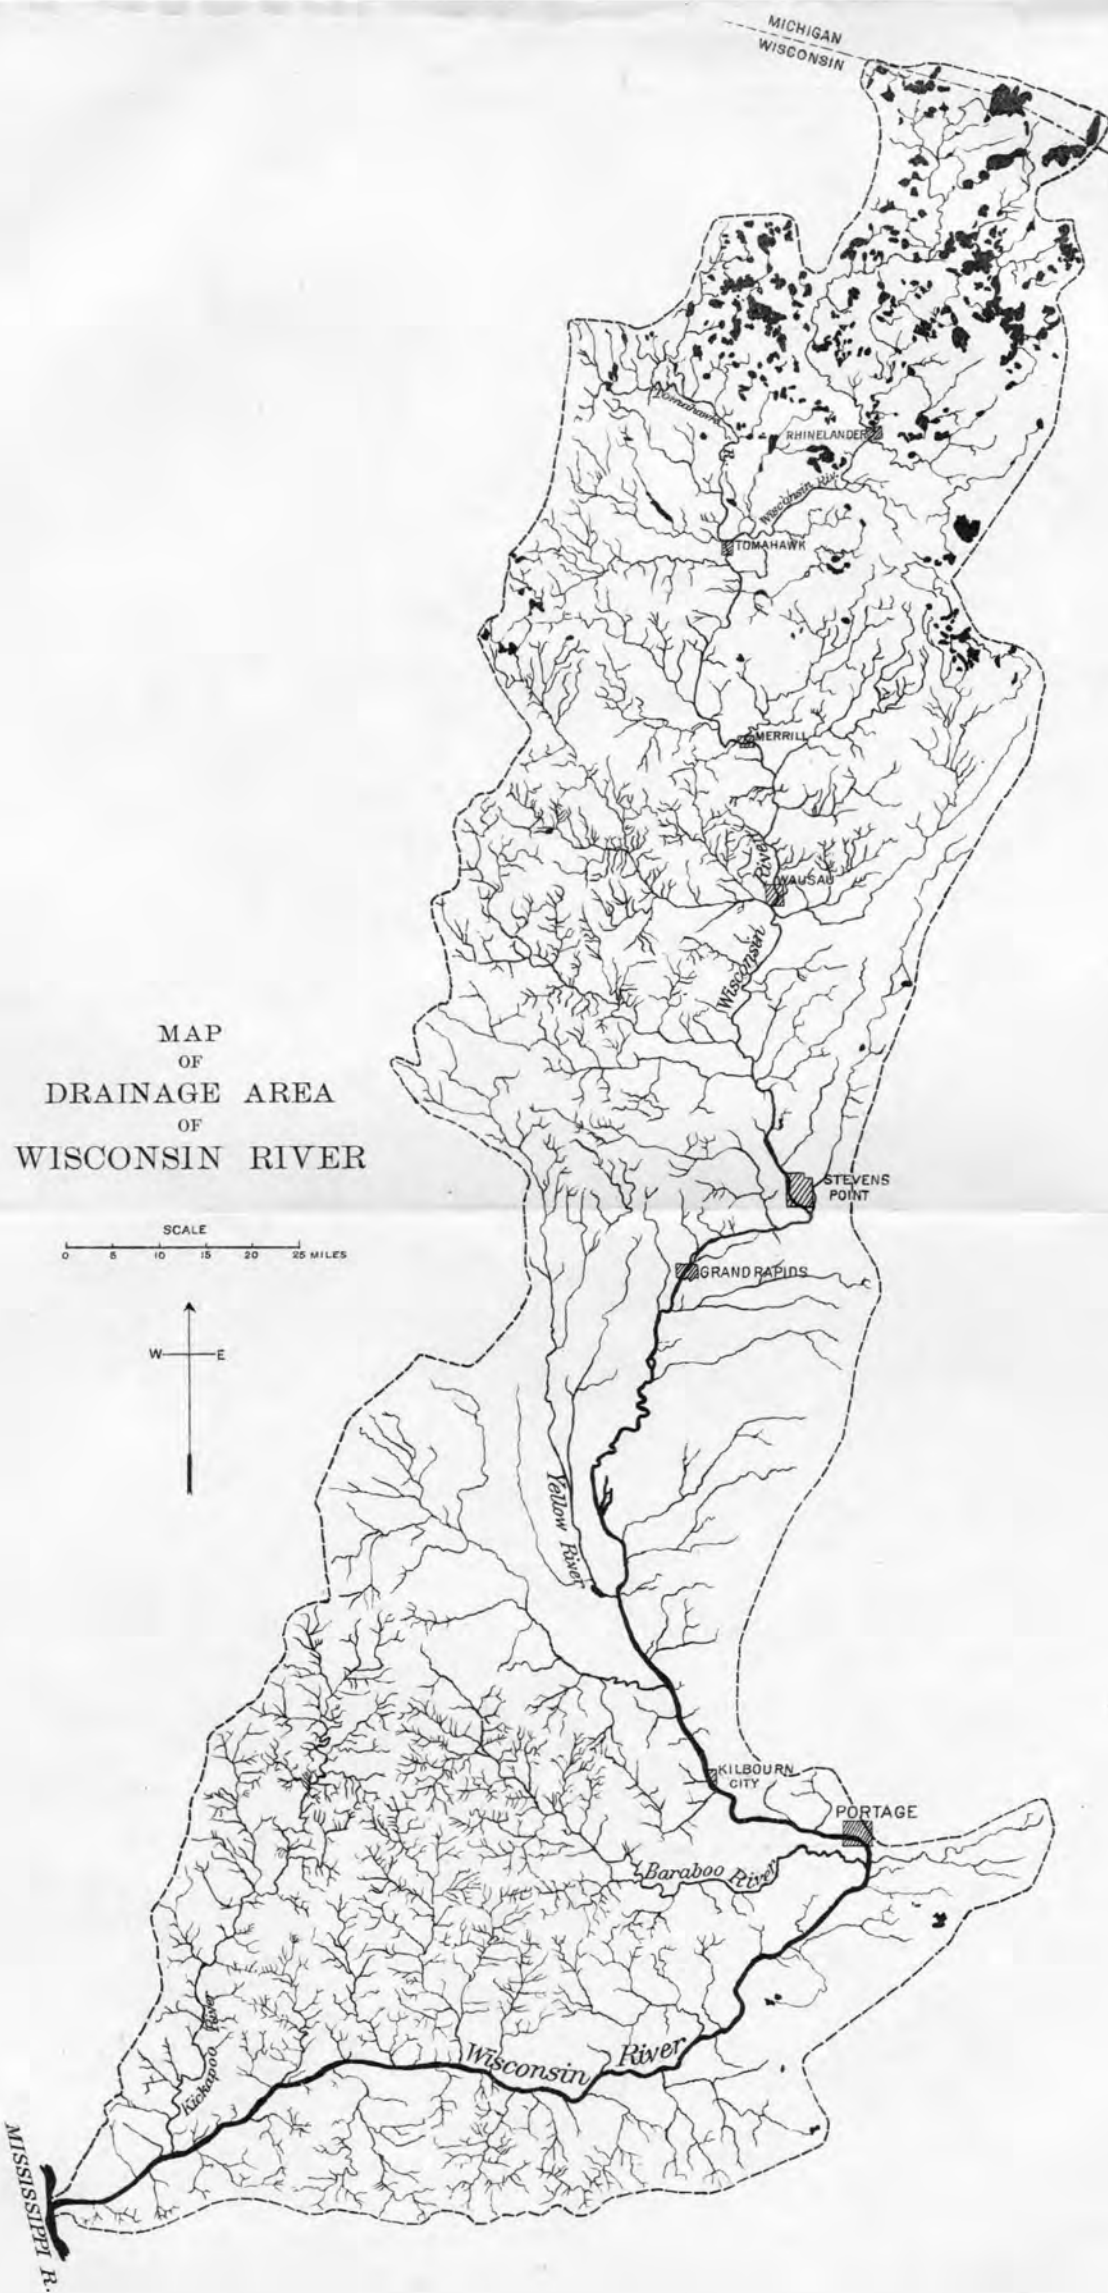 MICHIGAN
WISCONSIN
Tomahawk R.
RHINELANDER
Wisconsin Riv.
TOMAHAWK
MERRILL
River
WAUSAU
Wisconsin
MAP
OF
DRAINAGE AREA
OF
WISCONSIN RIVER
STEVENS
POINT
SCALE
0 5 10 15 20 25 MILES
GRAND RAPIDS
W E
Yellow River
KILBOURN
CITY
PORTAGE
Baraboo River
Kickapoo River
Wisconsin River
MISSISSIPPI R.